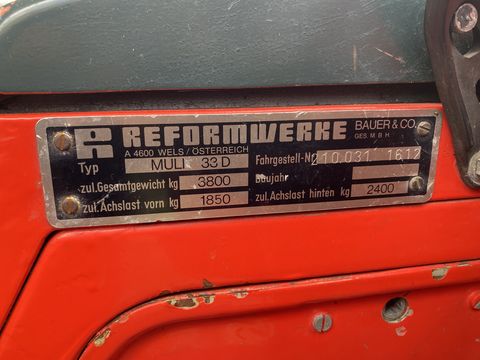 REFORMWERKE BAUER & CO.
GES. M. B. H.
A 4600 WELS / ÖSTERREICH
Typ MULI 33 D Fahrgestell-Nr. 210.031 1612
zul. Gesamtgewicht kg 3800 Baujahr
zul. Achslast vorn kg 1850 zul. Achslast hinten kg 2400